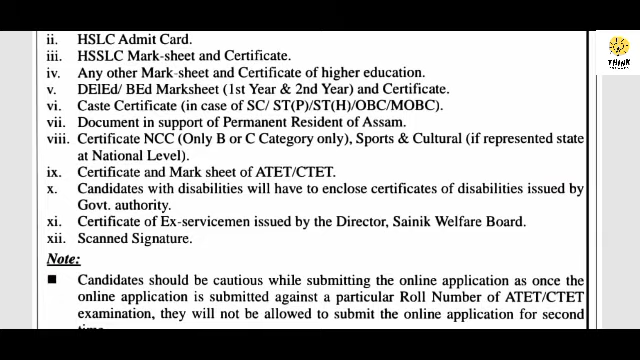 ii. HSLC Admit Card.
iii. HSSLC Mark-sheet and Certificate.
iv. Any other Mark-sheet and Certificate of higher education.
v. DElEd/ BEd Marksheet (1st Year & 2nd Year) and Certificate.
vi. Caste Certificate (in case of SC/ ST(P)/ST(H)/OBC/MOBC).
vii. Document in support of Permanent Resident of Assam.
viii. Certificate NCC (Only B or C Category only), Sports & Cultural (if represented state
at National Level).
ix. Certificate and Mark sheet of ATET/CTET.
x. Candidates with disabilities will have to enclose certificates of disabilities issued by
Govt. authority.
xi. Certificate of Ex-servicemen issued by the Director, Sainik Welfare Board.
xii. Scanned Signature.
Note:
■ Candidates should be cautious while submitting the online application as once the
online application is submitted against a particular Roll Number of ATET/CTET
examination, they will not be allowed to submit the online application for second
THINK